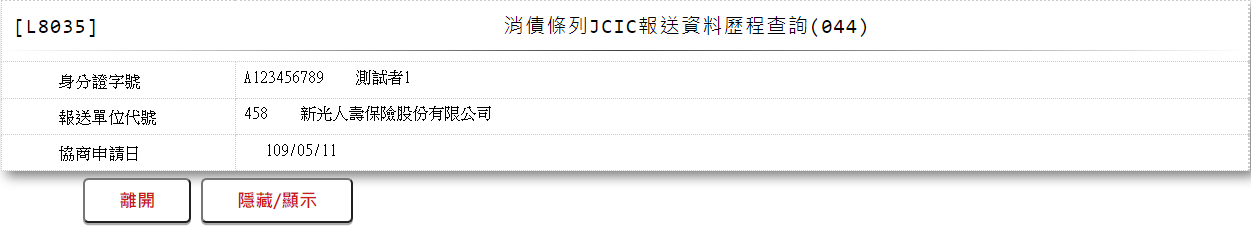 [L8035] 消債條列JCIC報送資料歷程查詢(044)
身分證字號 A123456789 測試者1
報送單位代號 458 新光人壽保險股份有限公司
協商申請日 109/05/11
離開 隱藏/顯示